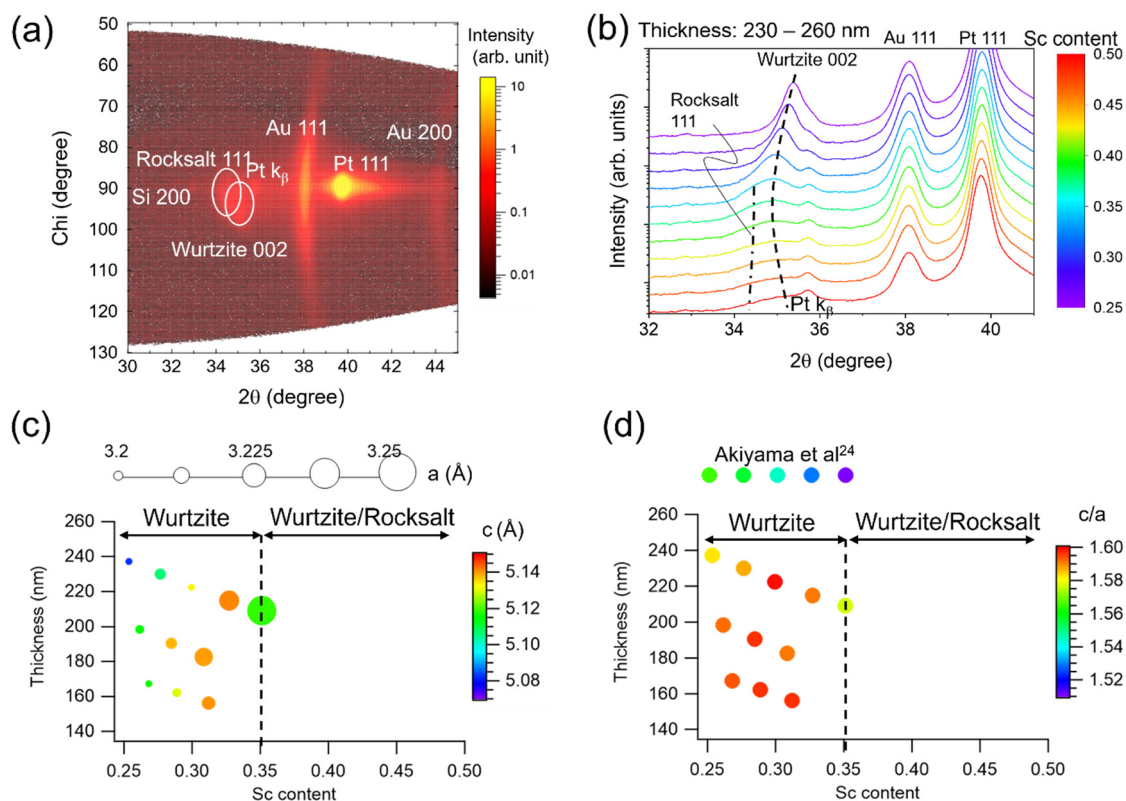 (a)
50
60
70
80
90
100
110
120
130
Chi (degree)
30
35
40
2θ (degree)
Au 111
Au 200
Rocksalt 111
Pt kβ
Pt 111
Si 200
Wurtzite 002
Intensity
(arb. unit)
10
1
0.1
0.01
(b)
Thickness: 230 – 260 nm
Au 111
Pt 111
Sc content
Wurtzite 002
Rocksalt
111
Pt kβ
Intensity (arb. units)
32
34
36
38
40
2θ (degree)
0.50
0.45
0.40
0.35
0.30
0.25
(c)
3.2
3.225
3.25
a (Å)
Wurtzite
Wurtzite/Rocksalt
c (Å)
260
240
220
200
180
160
140
Thickness (nm)
0.25
0.30
0.35
0.40
0.45
0.50
Sc content
5.14
5.12
5.10
5.08
(d)
Akiyama et al24
Wurtzite
Wurtzite/Rocksalt
c/a
260
240
220
200
180
160
140
Thickness (nm)
0.25
0.30
0.35
0.40
0.45
0.50
Sc content
1.60
1.58
1.56
1.54
1.52